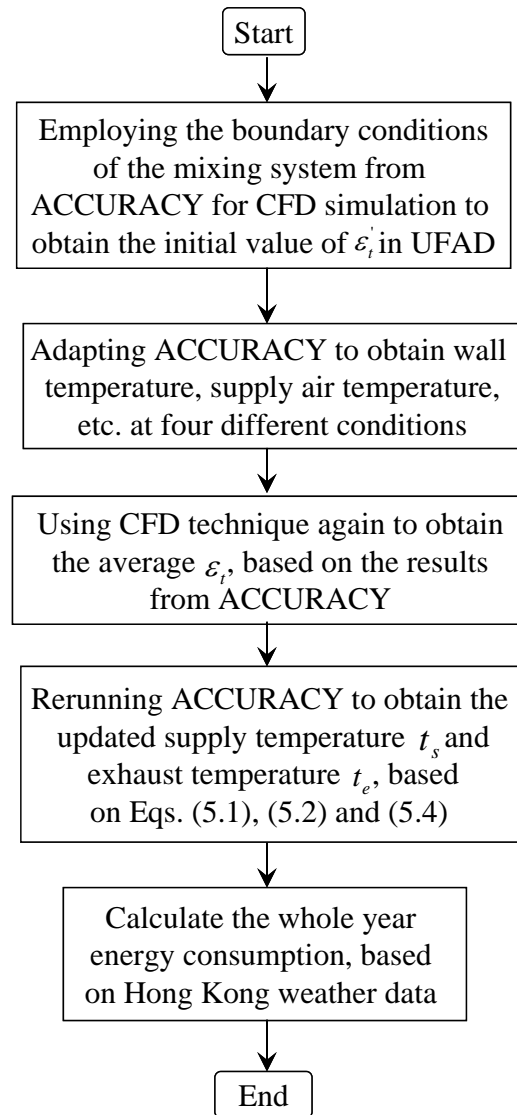 Start
Employing the boundary conditions
of the mixing system from
ACCURACY for CFD simulation to
obtain the initial value of εₜ' in UFAD
Adapting ACCURACY to obtain wall
temperature, supply air temperature,
etc. at four different conditions
Using CFD technique again to obtain
the average εₜ, based on the results
from ACCURACY
Rerunning ACCURACY to obtain the
updated supply temperature tₛ and
exhaust temperature tₑ, based
on Eqs. (5.1), (5.2) and (5.4)
Calculate the whole year
energy consumption, based
on Hong Kong weather data
End